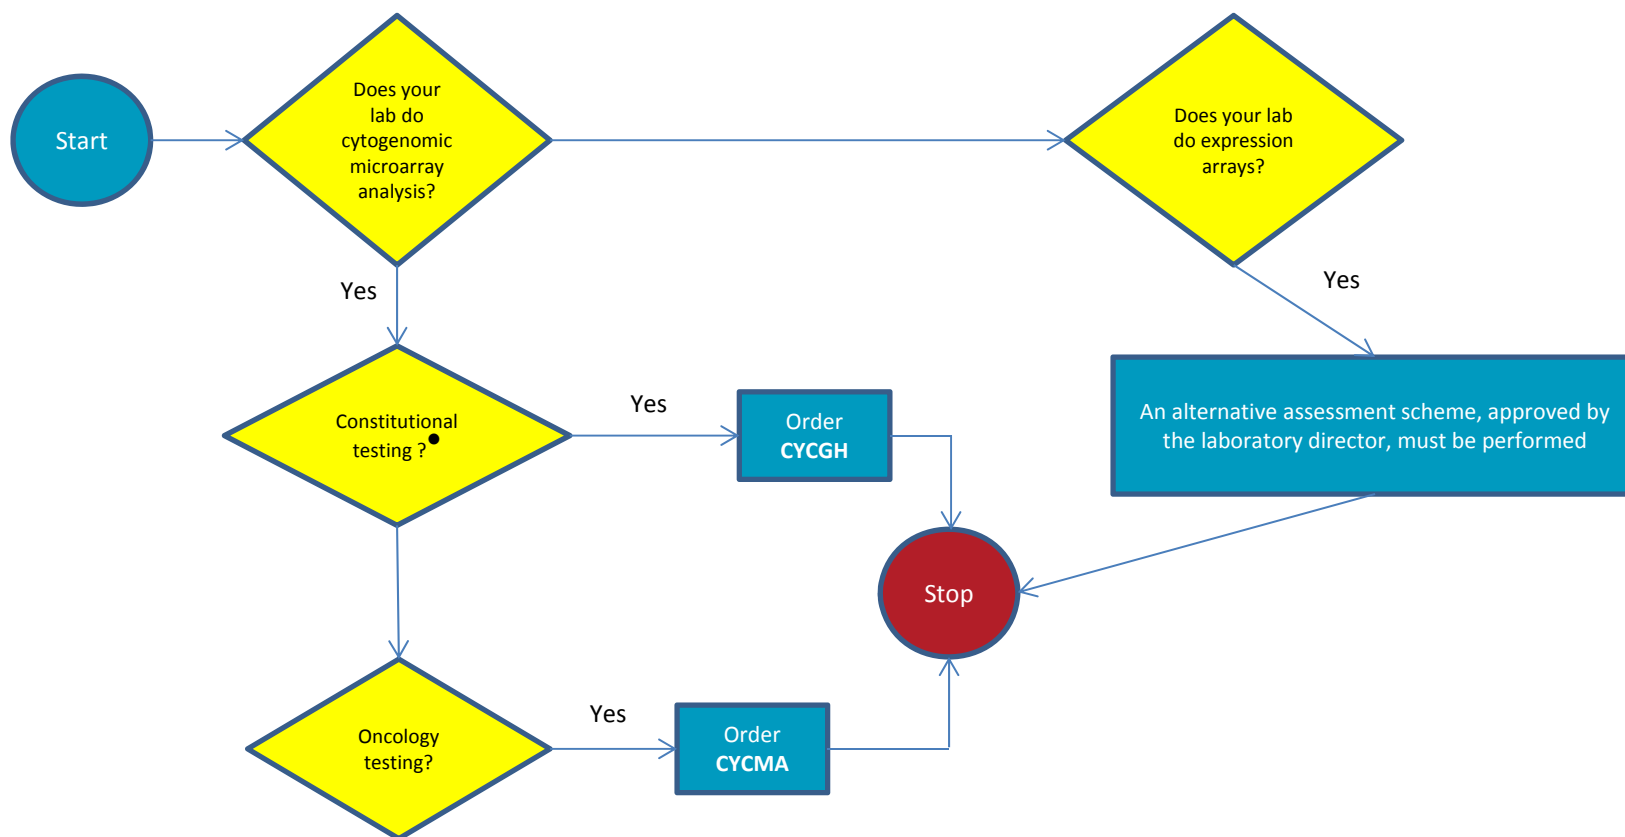 Start
Does your
lab do
cytogenomic
microarray
analysis?
Does your lab
do expression
arrays?
Yes
Yes
Constitutional
testing ?●
Yes
Order
CYCGH
An alternative assessment scheme, approved by
the laboratory director, must be performed
Stop
Oncology
testing?
Yes
Order
CYCMA